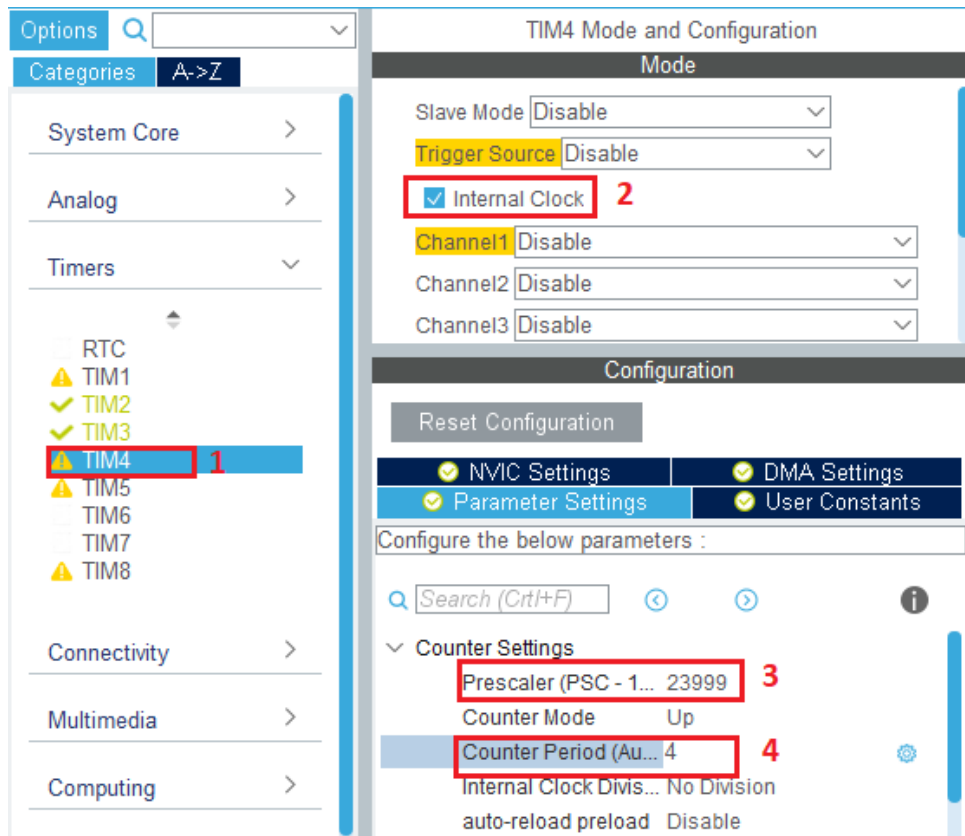 Options
Categories
A->Z
System Core
Analog
Timers
RTC
TIM1
TIM2
TIM3
TIM4 1
TIM5
TIM6
TIM7
TIM8
Connectivity
Multimedia
Computing
TIM4 Mode and Configuration
Mode
Slave Mode Disable
Trigger Source Disable
Internal Clock 2
Channel1 Disable
Channel2 Disable
Channel3 Disable
Configuration
Reset Configuration
NVIC Settings
DMA Settings
Parameter Settings
User Constants
Configure the below parameters :
Search (Crtl+F)
Counter Settings
Prescaler (PSC - 1... 23999 3
Counter Mode Up
Counter Period (Au... 4 4
Internal Clock Divis... No Division
auto-reload preload Disable